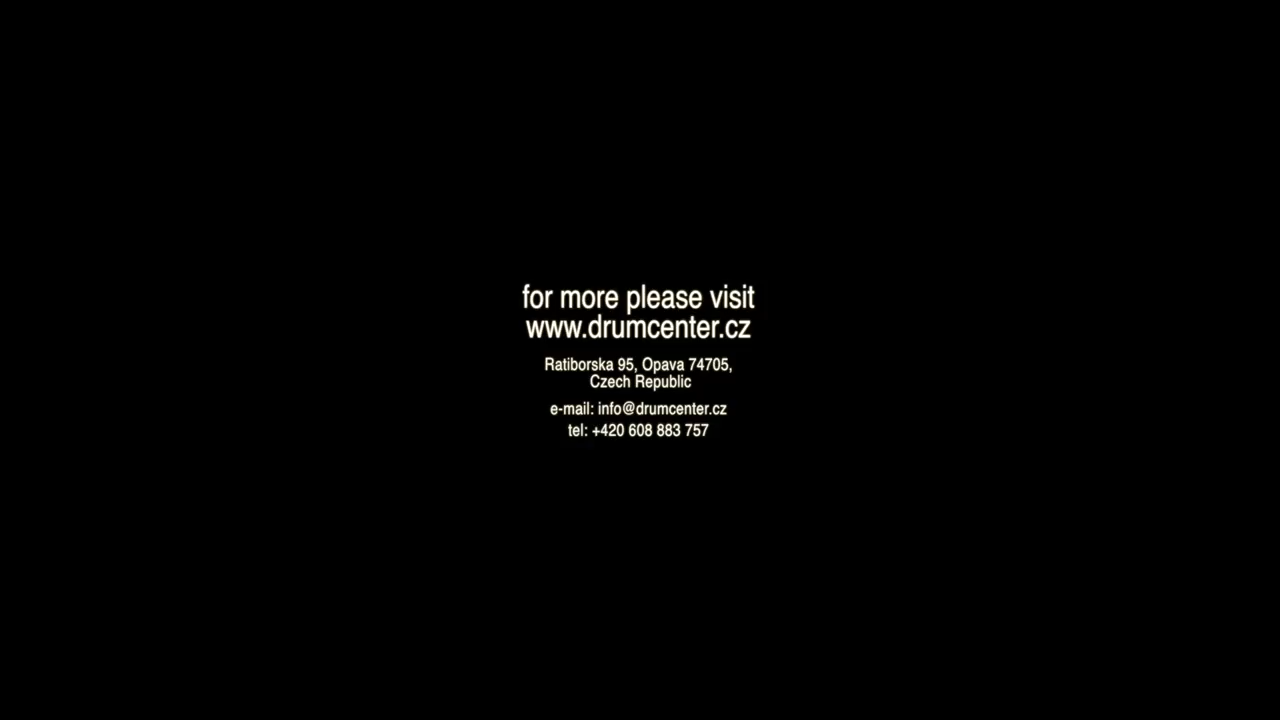 for more please visit
www.drumcenter.cz
Ratiborska 95, Opava 74705,
Czech Republic
e-mail: info@drumcenter.cz
tel: +420 608 883 757